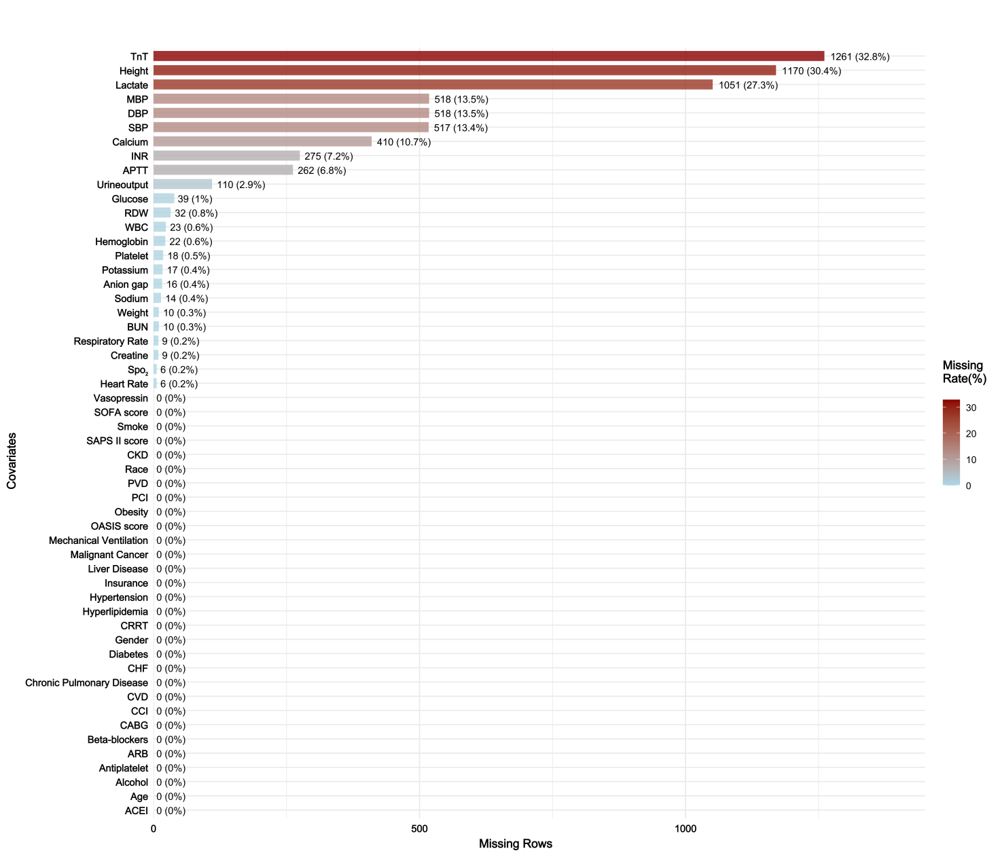 TnT 1261 (32.8%)
Height 1170 (30.4%)
Lactate 1051 (27.3%)
MBP 518 (13.5%)
DBP 518 (13.5%)
SBP 517 (13.4%)
Calcium 410 (10.7%)
INR 275 (7.2%)
APTT 262 (6.8%)
Urineoutput 110 (2.9%)
Glucose 39 (1%)
RDW 32 (0.8%)
WBC 23 (0.6%)
Hemoglobin 22 (0.6%)
Platelet 18 (0.5%)
Potassium 17 (0.4%)
Anion gap 16 (0.4%)
Sodium 14 (0.4%)
Weight 10 (0.3%)
BUN 10 (0.3%)
Respiratory Rate 9 (0.2%)
Creatine 9 (0.2%)
Spo₂ 6 (0.2%)
Heart Rate 6 (0.2%)
Vasopressin 0 (0%)
SOFA score 0 (0%)
Smoke 0 (0%)
SAPS II score 0 (0%)
CKD 0 (0%)
Race 0 (0%)
PVD 0 (0%)
PCI 0 (0%)
Obesity 0 (0%)
OASIS score 0 (0%)
Mechanical Ventilation 0 (0%)
Malignant Cancer 0 (0%)
Liver Disease 0 (0%)
Insurance 0 (0%)
Hypertension 0 (0%)
Hyperlipidemia 0 (0%)
CRRT 0 (0%)
Gender 0 (0%)
Diabetes 0 (0%)
CHF 0 (0%)
Chronic Pulmonary Disease 0 (0%)
CVD 0 (0%)
CCI 0 (0%)
CABG 0 (0%)
Beta-blockers 0 (0%)
ARB 0 (0%)
Antiplatelet 0 (0%)
Alcohol 0 (0%)
Age 0 (0%)
ACEI 0 (0%)
0 500 1000
Missing Rows
Covariates
Missing
Rate(%)
30
20
10
0